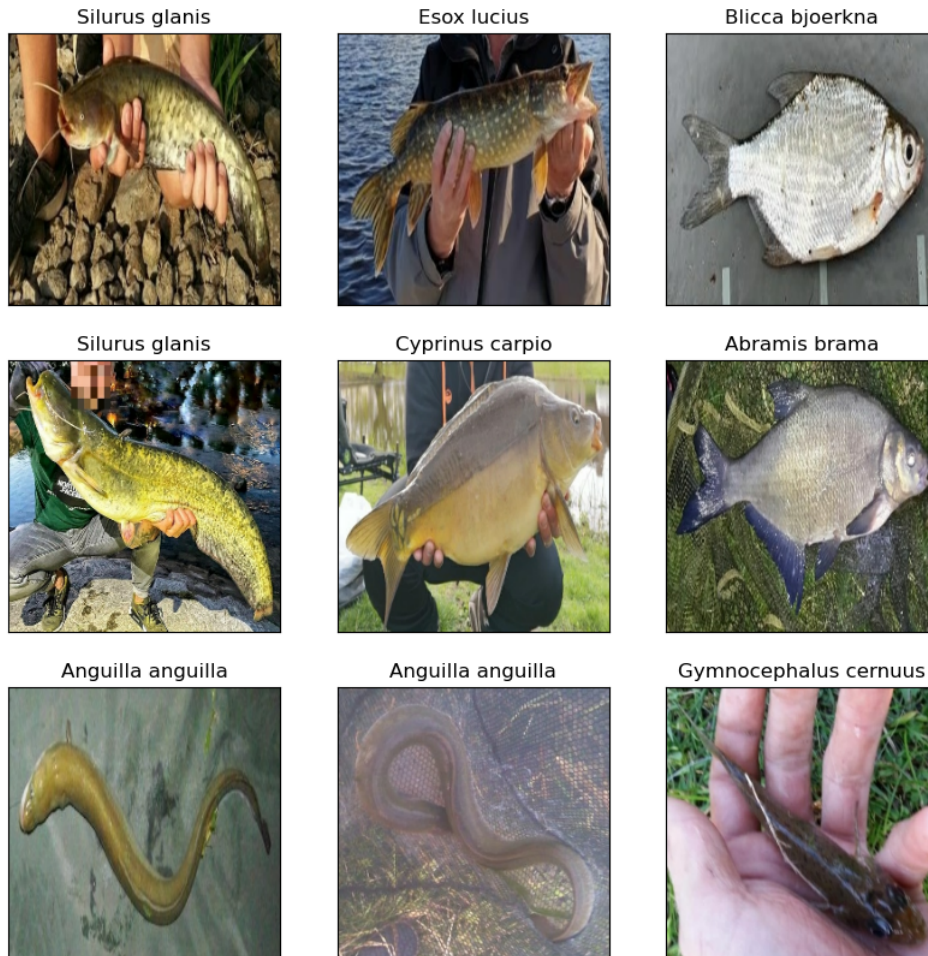 Silurus glanis
Esox lucius
Blicca bjoerkna
Silurus glanis
Cyprinus carpio
Abramis brama
Anguilla anguilla
Anguilla anguilla
Gymnocephalus cernuus